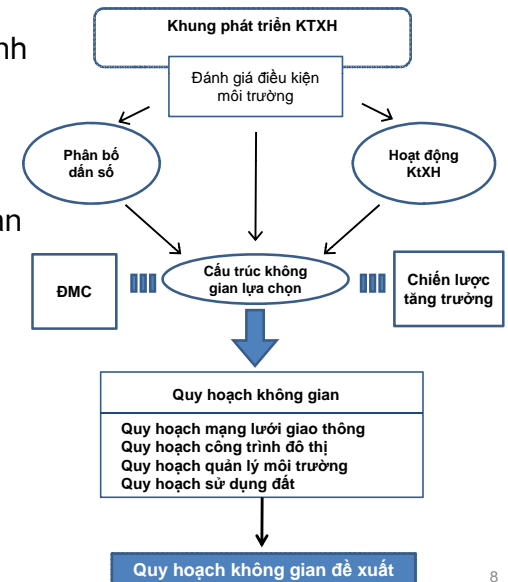 nh
Khung phát triển KTXH
Đánh giá điều kiện
môi trường
Phân bố
dấn số
Hoạt động
KtXH
an
ĐMC
Cấu trúc không
gian lựa chọn
Chiến lược
tăng trưởng
Quy hoạch không gian
Quy hoạch mạng lưới giao thông
Quy hoạch công trình đô thị
Quy hoạch quản lý môi trường
Quy hoạch sử dụng đất
Quy hoạch không gian đề xuất
8